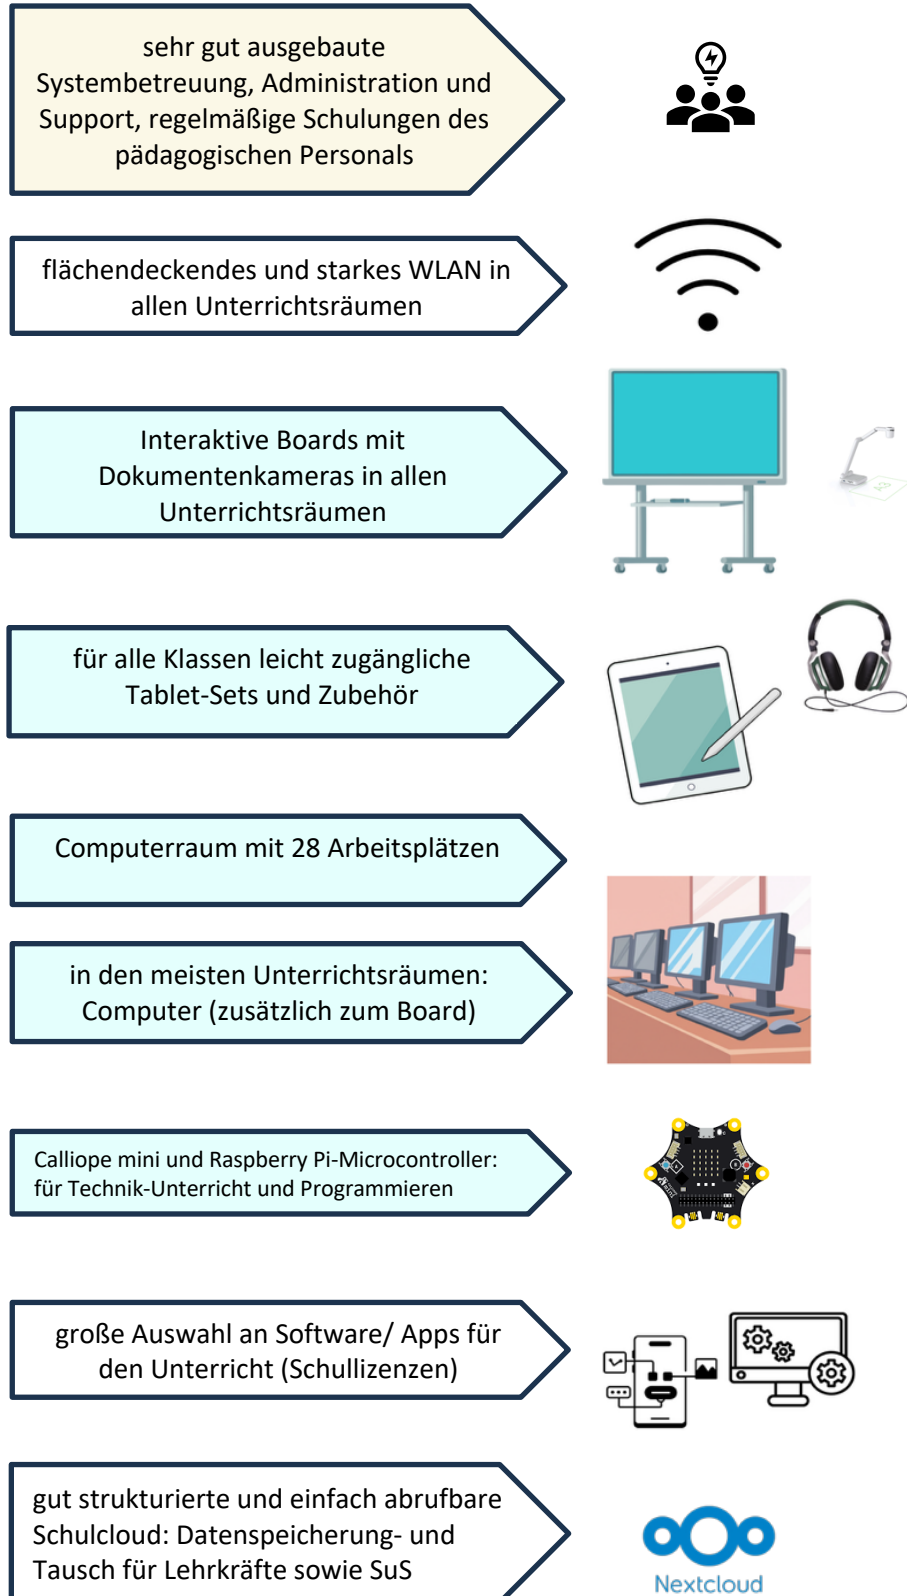 sehr gut ausgebaute
Systembetreuung, Administration und
Support, regelmäßige Schulungen des
pädagogischen Personals
flächendeckendes und starkes WLAN in
allen Unterrichtsräumen
Interaktive Boards mit
Dokumentenkameras in allen
Unterrichtsräumen
A3
für alle Klassen leicht zugängliche
Tablet-Sets und Zubehör
Computerraum mit 28 Arbeitsplätzen
in den meisten Unterrichtsräumen:
Computer (zusätzlich zum Board)
Calliope mini und Raspberry Pi-Microcontroller:
für Technik-Unterricht und Programmieren
große Auswahl an Software/ Apps für
den Unterricht (Schullizenzen)
gut strukturierte und einfach abrufbare
Schulcloud: Datenspeicherung- und
Tausch für Lehrkräfte sowie SuS
Nextcloud